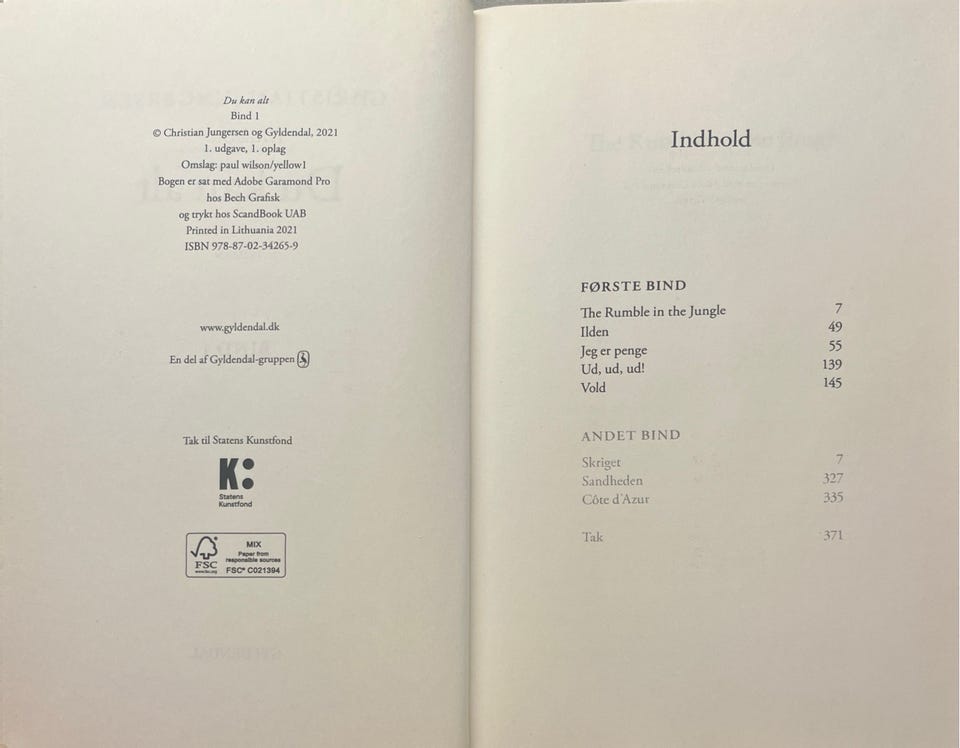 Du kan alt
Bind 1
© Christian Jungersen og Gyldendal, 2021
1. udgave, 1. oplag
Omslag: paul wilson/yellow1
Bogen er sat med Adobe Garamond Pro
hos Bech Grafisk
og trykt hos ScandBook UAB
Printed in Lithuania 2021
ISBN 978-87-02-34265-9
www.gyldendal.dk
En del af Gyldendal-gruppen
Tak til Statens Kunstfond
K:
Statens
Kunstfond
FSC
www.fsc.org
MIX
Paper from
responsible sources
FSC® C021394
Indhold
FØRSTE BIND
The Rumble in the Jungle 7
Ilden 49
Jeg er penge 55
Ud, ud, ud! 139
Vold 145
ANDET BIND
Skriget 7
Sandheden 327
Côte d'Azur 335
Tak 371